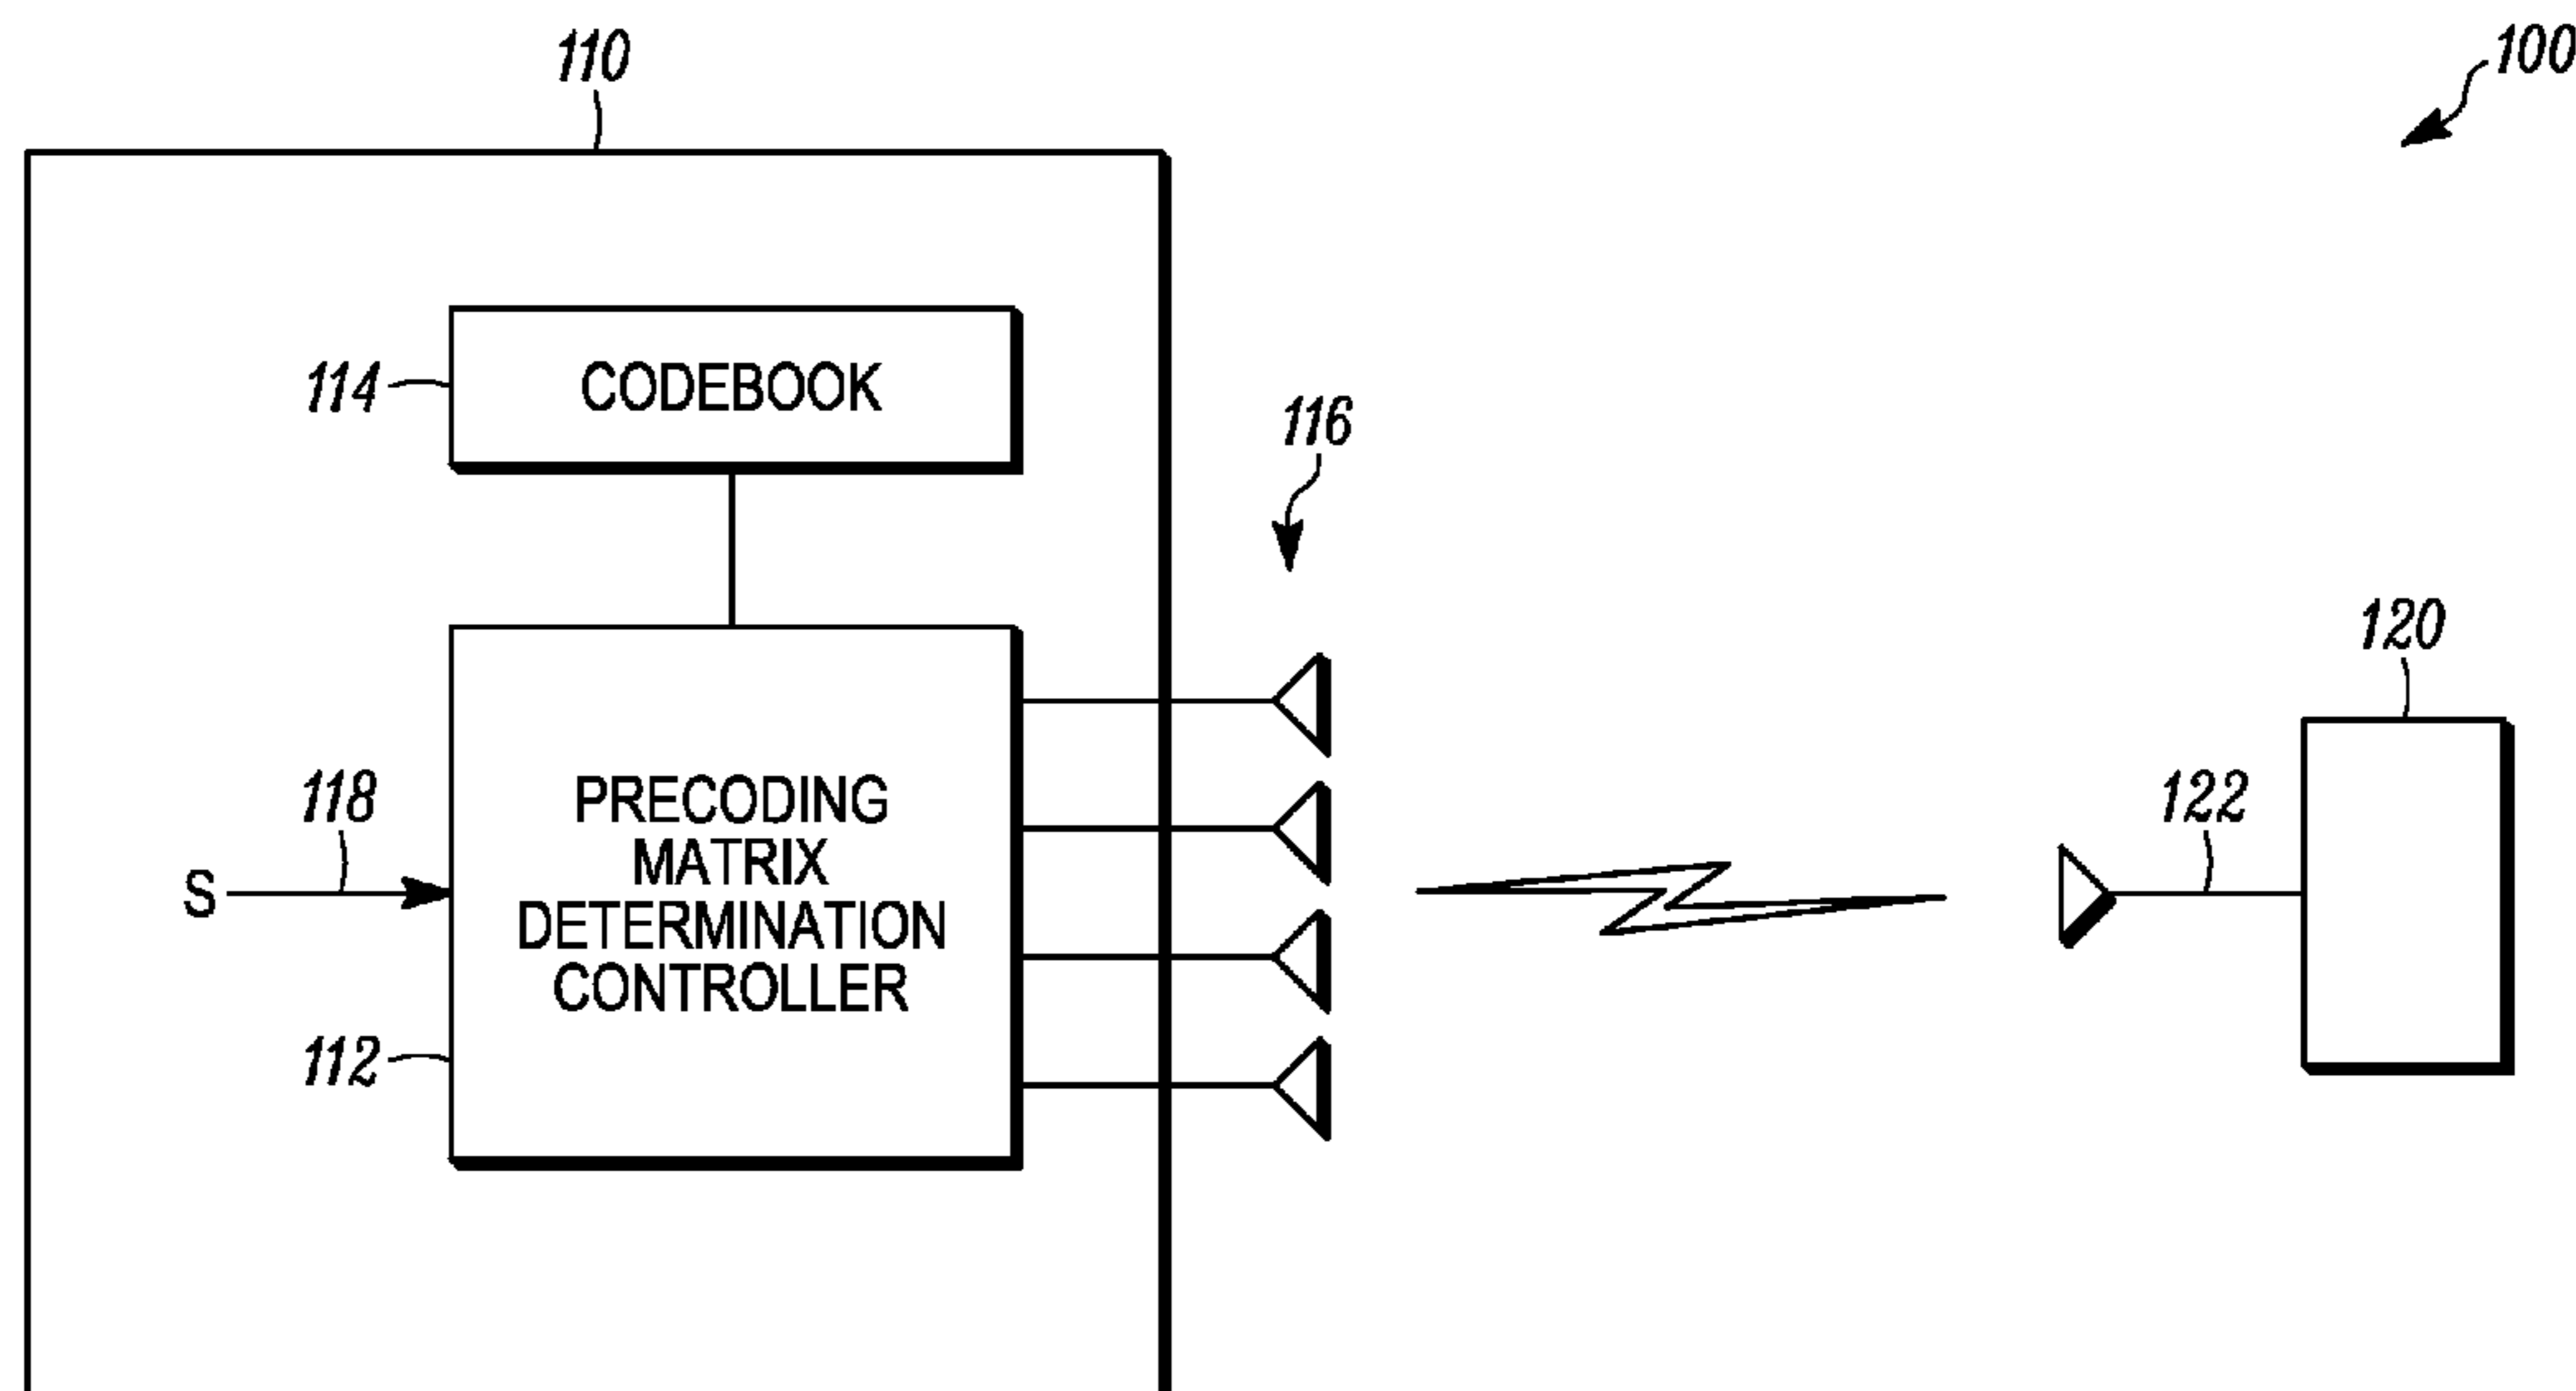 110
100
114
CODEBOOK
116
120
118
PRECODING
MATRIX
DETERMINATION
CONTROLLER
122
S
112